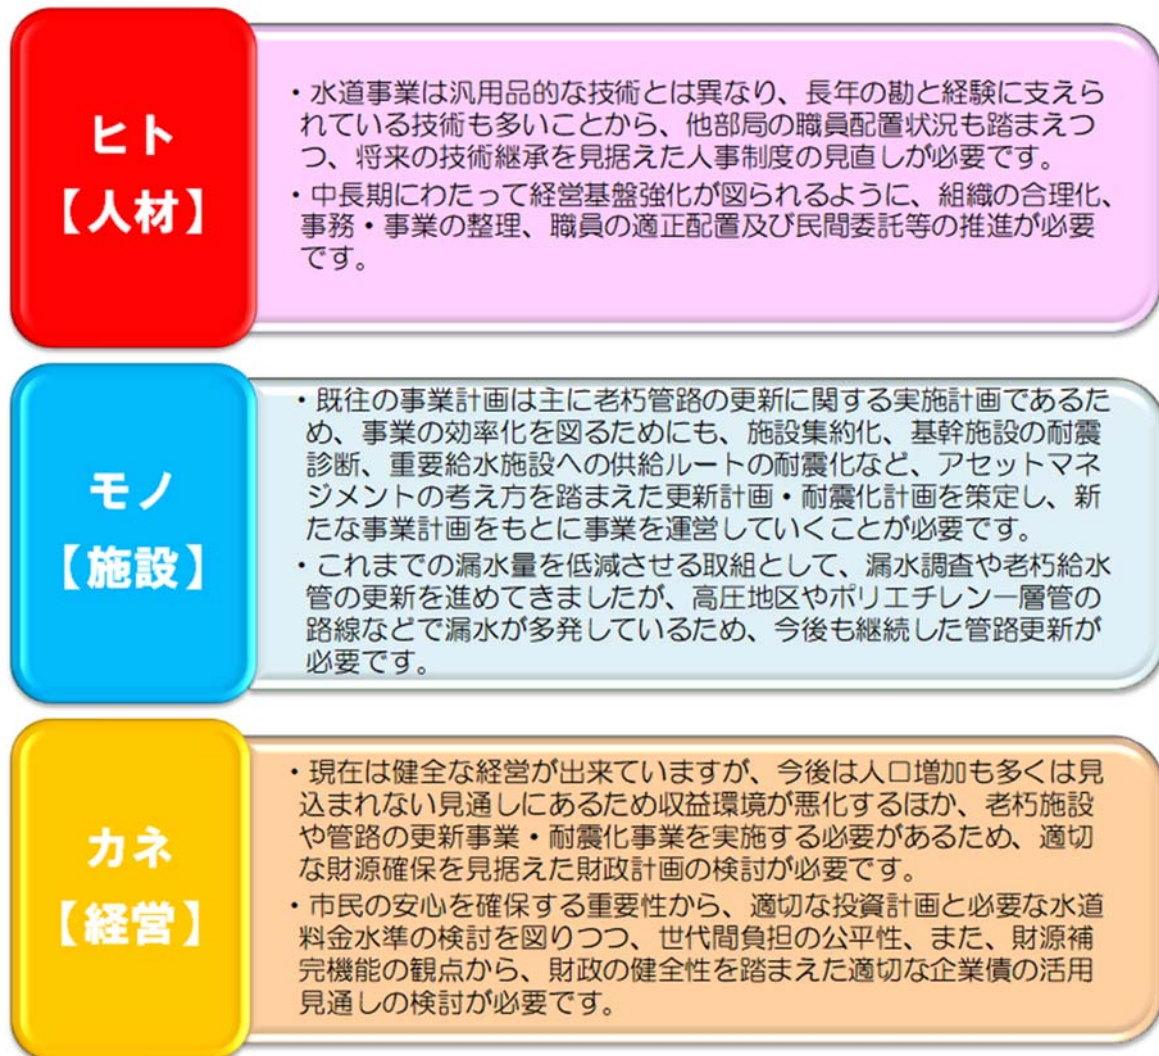 ヒト
【人材】
・水道事業は汎用品的な技術とは異なり、長年の勘と経験に支えら
れている技術も多いことから、他部局の職員配置状況も踏まえつ
つ、将来の技術継承を見据えた人事制度の見直しが必要です。
・中長期にわたって経営基盤強化が図られるように、組織の合理化、
事務・事業の整理、職員の適正配置及び民間委託等の推進が必要
です。
モノ
【施設】
・既往の事業計画は主に老朽管路の更新に関する実施計画であるた
め、事業の効率化を図るためにも、施設集約化、基幹施設の耐震
診断、重要給水施設への供給ルートの耐震化など、アセットマネ
ジメントの考え方を踏まえた更新計画・耐震化計画を策定し、新
たな事業計画をもとに事業を運営していくことが必要です。
・これまでの漏水量を低減させる取組として、漏水調査や老朽給水
管の更新を進めてきましたが、高圧地区やポリエチレン一層管の
路線などで漏水が多発しているため、今後も継続した管路更新が
必要です。
カネ
【経営】
・現在は健全な経営が出来ていますが、今後は人口増加も多くは見
込まれない見通しにあるため収益環境が悪化するほか、老朽施設
や管路の更新事業・耐震化事業を実施する必要があるため、適切
な財源確保を見据えた財政計画の検討が必要です。
・市民の安心を確保する重要性から、適切な投資計画と必要な水道
料金水準の検討を図りつつ、世代間負担の公平性、また、財源補
完機能の観点から、財政の健全性を踏まえた適切な企業債の活用
見通しの検討が必要です。